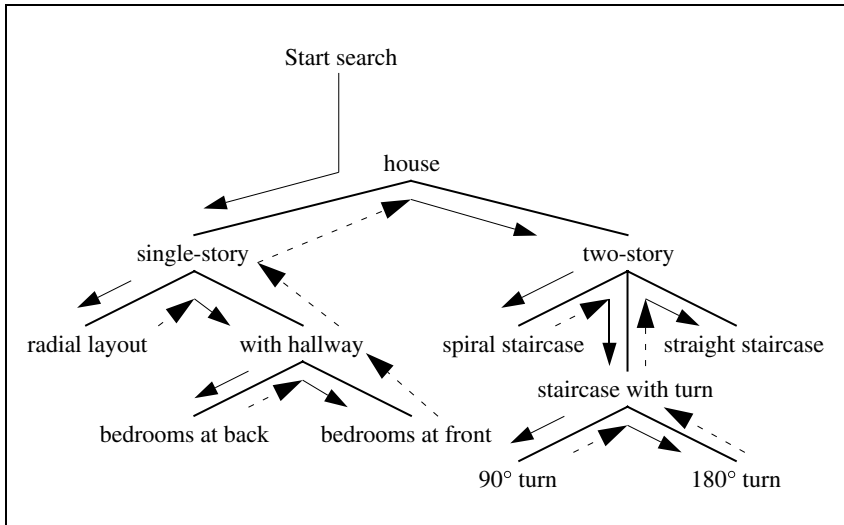 Start search
house
single-story
two-story
radial layout
with hallway
spiral staircase
straight staircase
staircase with turn
bedrooms at back
bedrooms at front
90° turn
180° turn